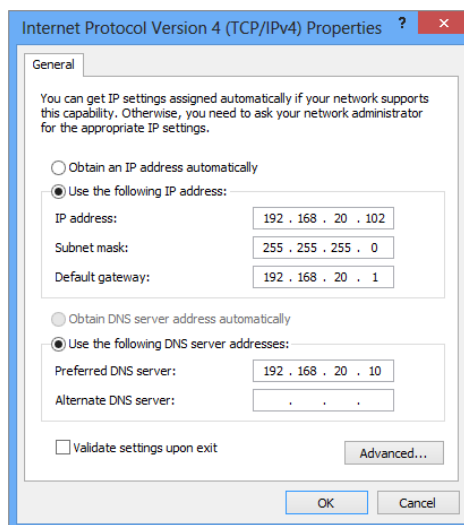 Internet Protocol Version 4 (TCP/IPv4) Properties ? ×
General
You can get IP settings assigned automatically if your network supports
this capability. Otherwise, you need to ask your network administrator
for the appropriate IP settings.
Obtain an IP address automatically
Use the following IP address:
IP address: 192 . 168 . 20 . 102
Subnet mask: 255 . 255 . 255 . 0
Default gateway: 192 . 168 . 20 . 1
Obtain DNS server address automatically
Use the following DNS server addresses:
Preferred DNS server: 192 . 168 . 20 . 10
Alternate DNS server: . . .
Validate settings upon exit Advanced...
OK Cancel